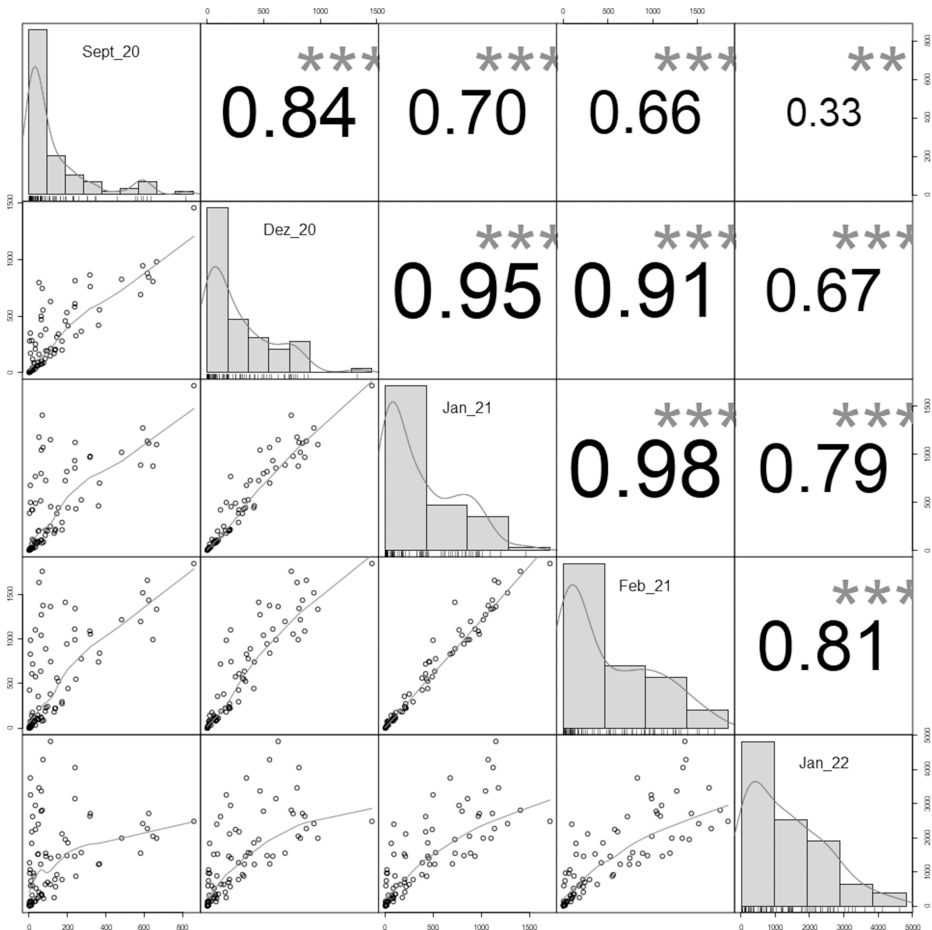 0 500 1000 1500 0 500 1000 1500
Sept_20 0.84 *** 0.70 *** 0.66 *** 0.33 ** 0 200 400 600 800
0 500 1000 1500 Dez_20 0.95 *** 0.91 *** 0.67 ***
Jan_21 0.98 *** 0.79 *** 0 500 1000 1500
0 500 1000 1500 Feb_21 0.81 ***
Jan_22 0 1000 2000 3000 4000 5000
0 200 400 600 800 0 500 1000 1500 0 1000 2000 3000 4000 5000